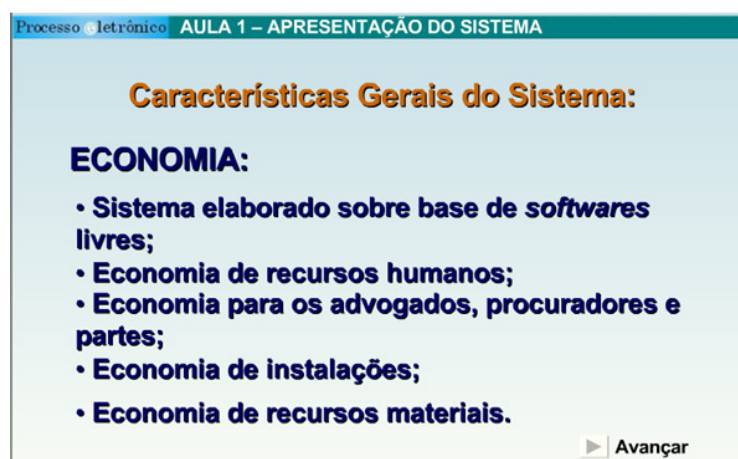 Processo eletrônico AULA 1 – APRESENTAÇÃO DO SISTEMA
Características Gerais do Sistema:
ECONOMIA:
• Sistema elaborado sobre base de softwares
livres;
• Economia de recursos humanos;
• Economia para os advogados, procuradores e
partes;
• Economia de instalações;
• Economia de recursos materiais.
Avançar